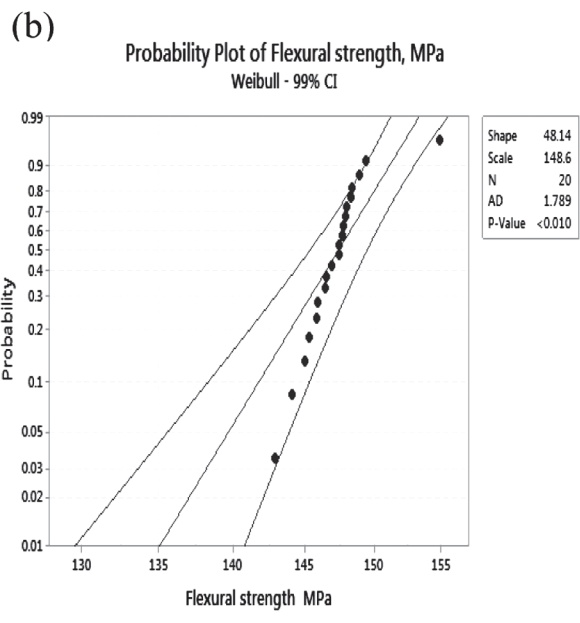 (b)
Probability Plot of Flexural strength, MPa
Weibull - 99% CI
0.99
0.9
0.8
0.7
0.6
0.5
0.4
0.3
0.2
0.1
0.05
0.03
0.02
0.01
Probability
130 135 140 145 150 155
Flexural strength MPa
Shape 48.14
Scale 148.6
N 20
AD 1.789
P-Value <0.010